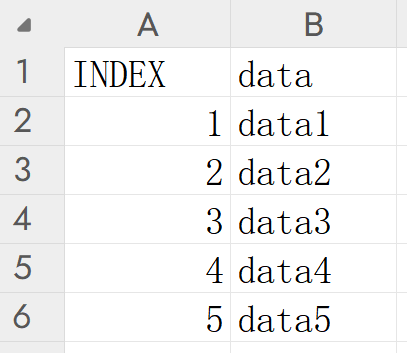 A B
1 INDEX data
2 1 data1
3 2 data2
4 3 data3
5 4 data4
6 5 data5